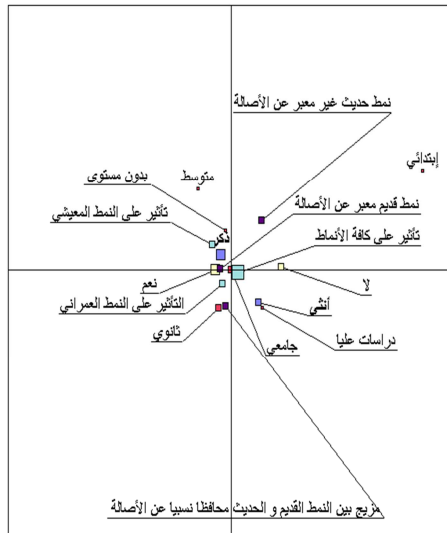 نمط حديث غير معبر عن الأصالة
إبتدائي
متوسط
بدون مستوى
نمط قديم معبر عن الأصالة
تأثير على النمط المعيشي
ذكر
تأثير على كافة الأنماط
نعم
لا
التأثير على النمط العمراني
أنثي
ثانوي
جامعي
دراسات عليا
مزيج بين النمط القديم و الحديث محافظا نسبيا عن الأصالة